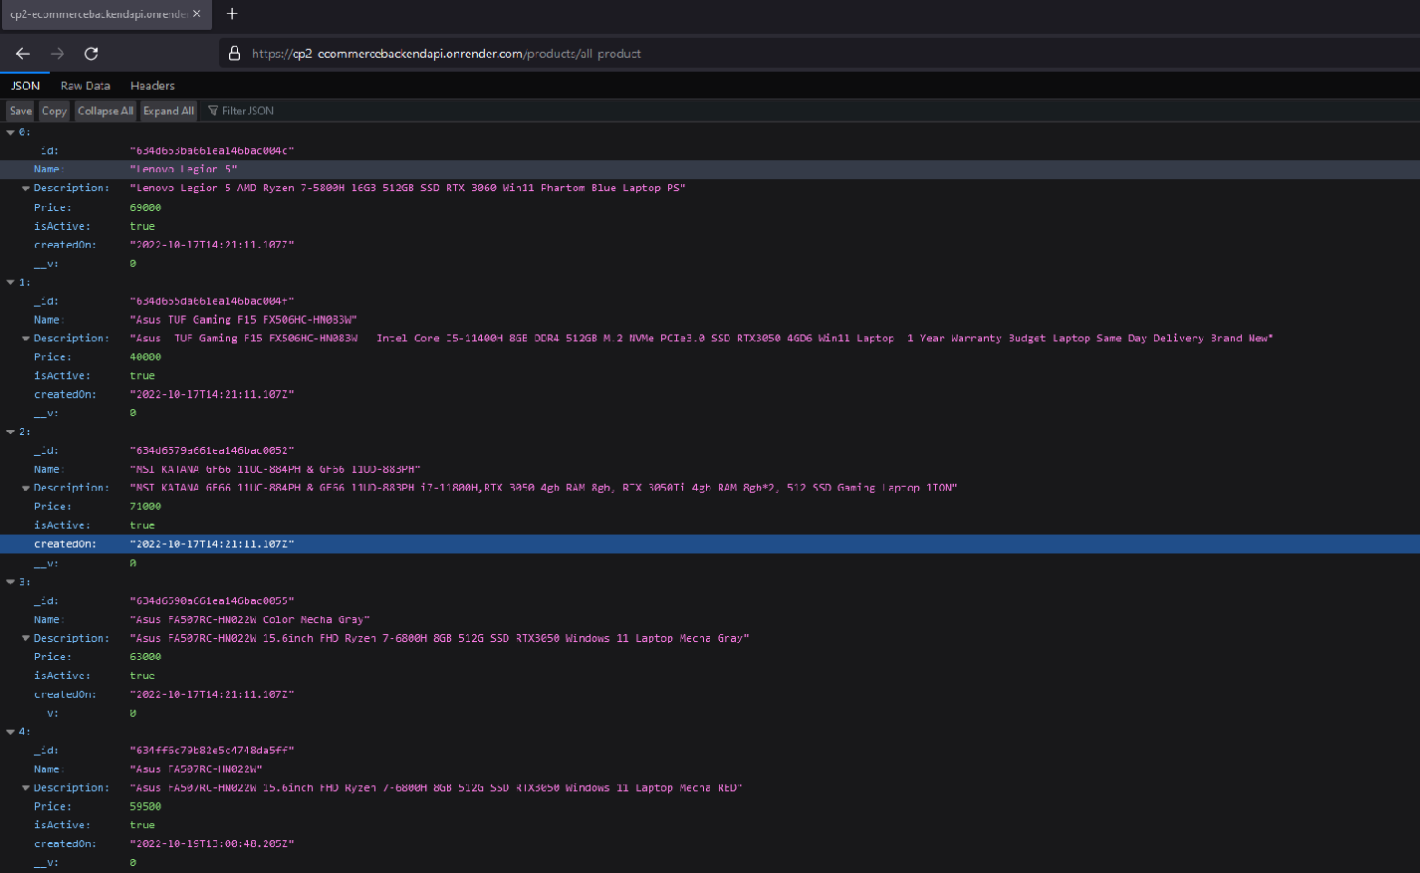 cp2-ecommercebackendapi.onrender
https://cp2-ecommercebackendapi.onrender.com/products/all-product
JSON Raw Data Headers
Save Copy Collapse All Expand All Filter JSON
0:
_id:
Name: "Lenovo Legion 5"
Description: "Lenovo Legion 5 AMD Ryzen 7-5800H 16GB 512GB SSD RTX 3060 Win11 Phantom Blue Laptop PS"
Price: 69000
isActive: true
createdOn: "2022-10-17T14:21:11.107Z"
__v: 0
1:
_id:
Name: "Asus TUF Gaming F15 FX506HC-HN083W"
Description: "Asus TUF Gaming F15 FX506HC-HN083W Intel Core I5-11400H 8GB DDR4 512GB M.2 NVMe PCIe3.0 SSD RTX3050 4GD6 Win11 Laptop 1 Year Warranty Budget Laptop Same Day Delivery Brand New"
Price: 40000
isActive: true
createdOn: "2022-10-17T14:21:11.107Z"
__v: 0
2:
_id: "634d6579a661ea146bac0052"
Name: "MSI KATANA GF66 11UC-884PH & GF66 11UD-883PH"
Description: "MSI KATANA GF66 11UC-884PH & GF66 11UD-883PH i7-11800H,RTX 3050 4gb RAM 8gb, RTX 3050Ti 4gb RAM 8gb*2, 512 SSD Gaming Laptop 1TON"
Price: 71000
isActive: true
createdOn: "2022-10-17T14:21:11.107Z"
__v: 0
3:
_id: "634d6590a661ea146bac0055"
Name: "Asus FA507RC-HN022W Color Mecha Gray"
Description: "Asus FA507RC-HN022W 15.6inch FHD Ryzen 7-6800H 8GB 512G SSD RTX3050 Windows 11 Laptop Mecha Gray"
Price: 63000
isActive: true
createdOn: "2022-10-17T14:21:11.107Z"
__v: 0
4:
_id: "634ff6c79b82e5c4748da5ff"
Name: "Asus FA507RC-HN022W"
Description: "Asus FA507RC-HN022W 15.6inch FHD Ryzen 7-6800H 8GB 512G SSD RTX3050 Windows 11 Laptop Mecha RED"
Price: 59500
isActive: true
createdOn: "2022-10-19T13:00:48.205Z"
__v: 0